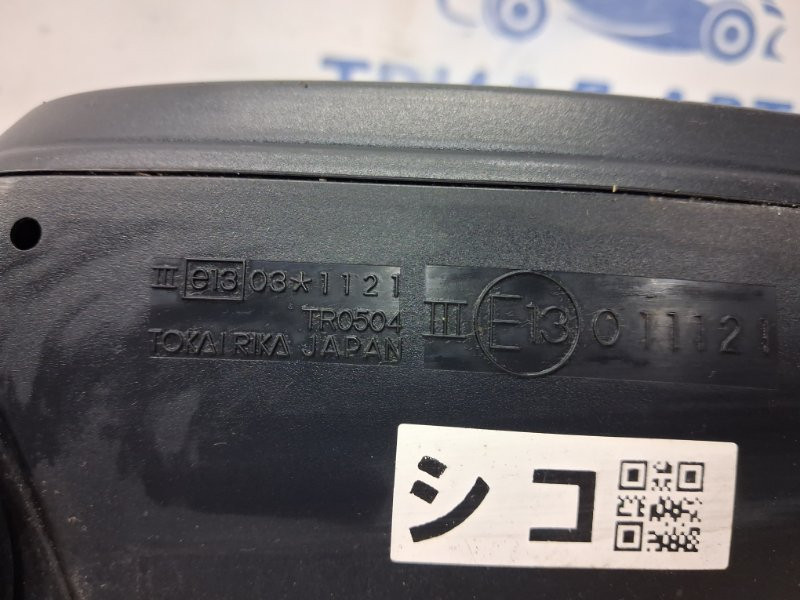 III e13 03*1121
TR0504
TOKAI RIKA JAPAN
III E13 011121
シコ